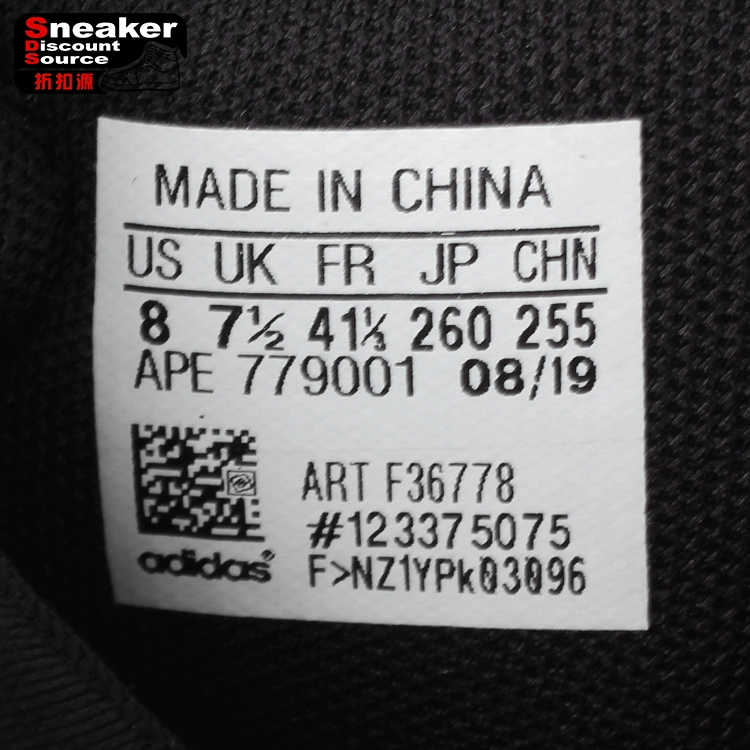 Sneaker
Discount
Source
折扣源
MADE IN CHINA
US UK FR JP CHN
8 7½ 41⅓ 260 255
APE 779001 08/19
ART F36778
#123375075
adidas®
F>NZ1YPk03096